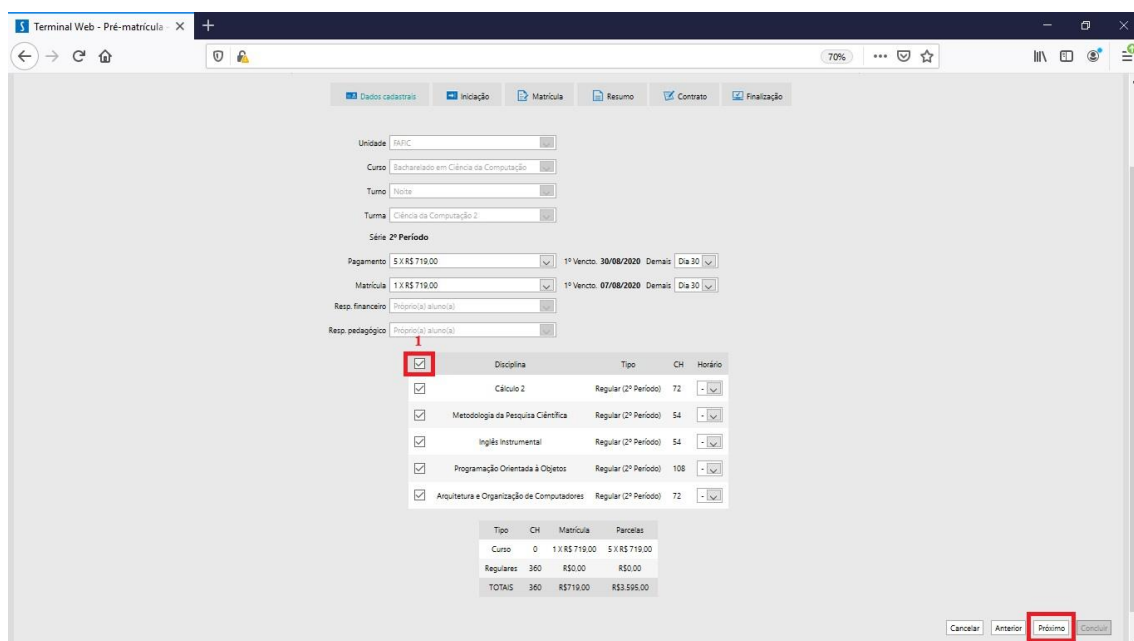 Terminal Web - Pré-matrícula -
70%
Dados cadastrais Iniciação Matrícula Resumo Contrato Finalização
Unidade FAFIC
Curso Bacharelado em Ciência da Computação
Turno Noite
Turma Ciência da Computação 2
Série 2º Período
Pagamento 5 X R$ 719,00 1º Vencto. 30/08/2020 Demais Dia 30
Matrícula 1 X R$ 719,00 1º Vencto. 07/08/2020 Demais Dia 30
Resp. financeiro Próprio(a) aluno(a)
Resp. pedagógico Próprio(a) aluno(a)
1
Disciplina Tipo CH Horário
Cálculo 2 Regular (2º Período) 72 -
Metodologia da Pesquisa Ciêntífica Regular (2º Período) 54 -
Inglês Instrumental Regular (2º Período) 54 -
Programação Orientada à Objetos Regular (2º Período) 108 -
Arquitetura e Organização de Computadores Regular (2º Período) 72 -
Tipo CH Matrícula Parcelas
Curso 0 1 X R$ 719,00 5 X R$ 719,00
Regulares 360 R$0,00 R$0,00
TOTAIS 360 R$719,00 R$3.595,00
Cancelar Anterior Próximo Concluir